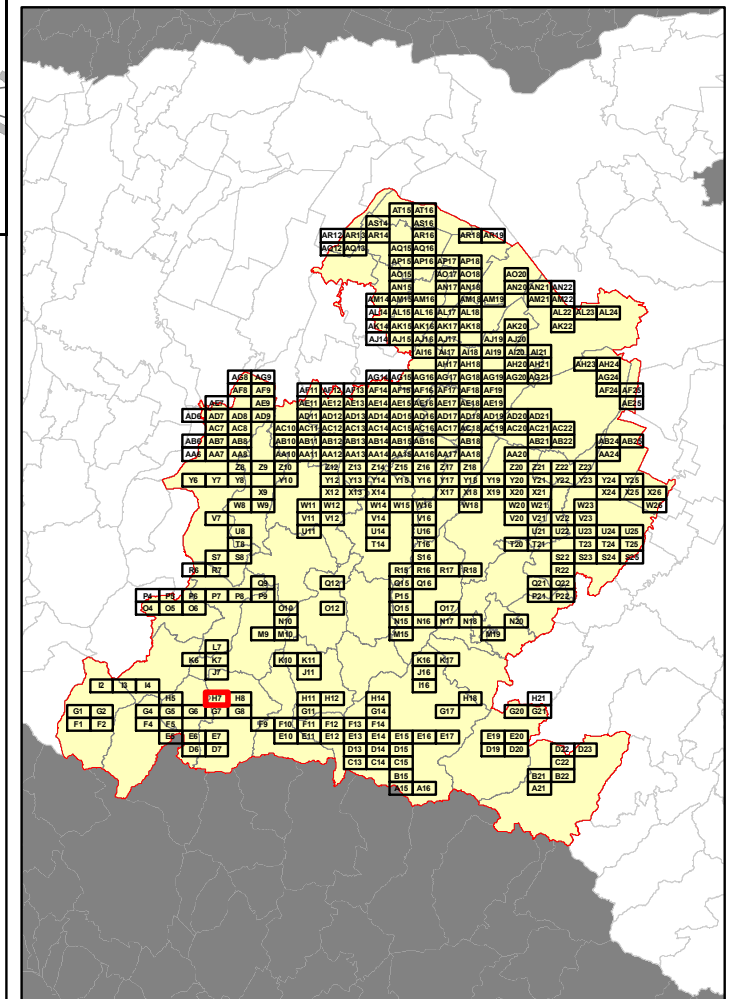 AT15 AT16
AS14 AS16
AR12 AR13 AR14 AR16 AR18 AR19
AQ12 AQ13 AQ15 AQ16
AP15 AP16 AP17 AP18
AO15 AO17 AO18 AO20
AN15 AN17 AN18 AN20 AN21 AN22
AM14 AM15 AM16 AM18 AM19 AM21 AM22
AL14 AL15 AL16 AL17 AL18 AL22 AL23 AL24
AK14 AK15 AK16 AK17 AK18 AK20 AK22
AJ14 AJ15 AJ16 AJ17 AJ19 AJ20
AI16 AI17 AI18 AI19 AI20 AI21
AH17 AH18 AH20 AH21 AH23 AH24
AG8 AG9 AG14 AG15 AG16 AG17 AG18 AG19 AG20 AG21 AG24
AF8 AF9 AF11 AF12 AF13 AF14 AF15 AF16 AF17 AF18 AF19 AF24 AF25
AE7 AE9 AE11 AE12 AE13 AE14 AE15 AE16 AE17 AE18 AE19 AE25
AD6 AD7 AD8 AD9 AD11 AD12 AD13 AD14 AD15 AD16 AD17 AD18 AD19 AD20 AD21
AC7 AC8 AC10 AC11 AC12 AC13 AC14 AC15 AC16 AC17 AC18 AC19 AC20 AC21 AC22
AB6 AB7 AB8 AB10 AB11 AB12 AB13 AB14 AB15 AB16 AB18 AB21 AB22 AB24 AB25
AA6 AA7 AA8 AA10 AA11 AA12 AA13 AA14 AA15 AA16 AA17 AA18 AA20 AA24
Z8 Z9 Z10 Z12 Z13 Z14 Z15 Z16 Z17 Z18 Z20 Z21 Z22 Z23
Y6 Y7 Y8 Y10 Y12 Y13 Y14 Y15 Y16 Y17 Y18 Y19 Y20 Y21 Y22 Y23 Y24 Y25
X9 X12 X13 X14 X17 X18 X19 X20 X21 X24 X25 X26
W8 W9 W11 W12 W14 W15 W16 W18 W20 W21 W23 W26
V7 V11 V12 V14 V16 V20 V21 V22 V23
U8 U11 U14 U16 U21 U22 U23 U24 U25
T8 T14 T16 T20 T21 T23 T24 T25
S7 S8 S16 S22 S23 S24 S25
R6 R7 R15 R16 R17 R18 R22
Q9 Q12 Q15 Q16 Q21 Q22
P4 P5 P6 P7 P8 P9 P15 P21 P22
O4 O5 O6 O10 O12 O15 O17
N10 N15 N16 N17 N18 N20
M9 M10 M15 M19
L7
K6 K7 K10 K11 K16 K17
J7 J11 J16
I2 I3 I4 I16
H5 H7 H8 H11 H12 H14 H18 H21
G1 G2 G4 G5 G6 G7 G8 G11 G14 G17 G20 G21
F1 F2 F4 F5 F9 F10 F11 F12 F13 F14
E5 E6 E7 E10 E11 E12 E13 E14 E15 E16 E17 E19 E20
D6 D7 D13 D14 D15 D19 D20 D22 D23
C13 C14 C15 C22
B15 B21 B22
A15 A16 A21